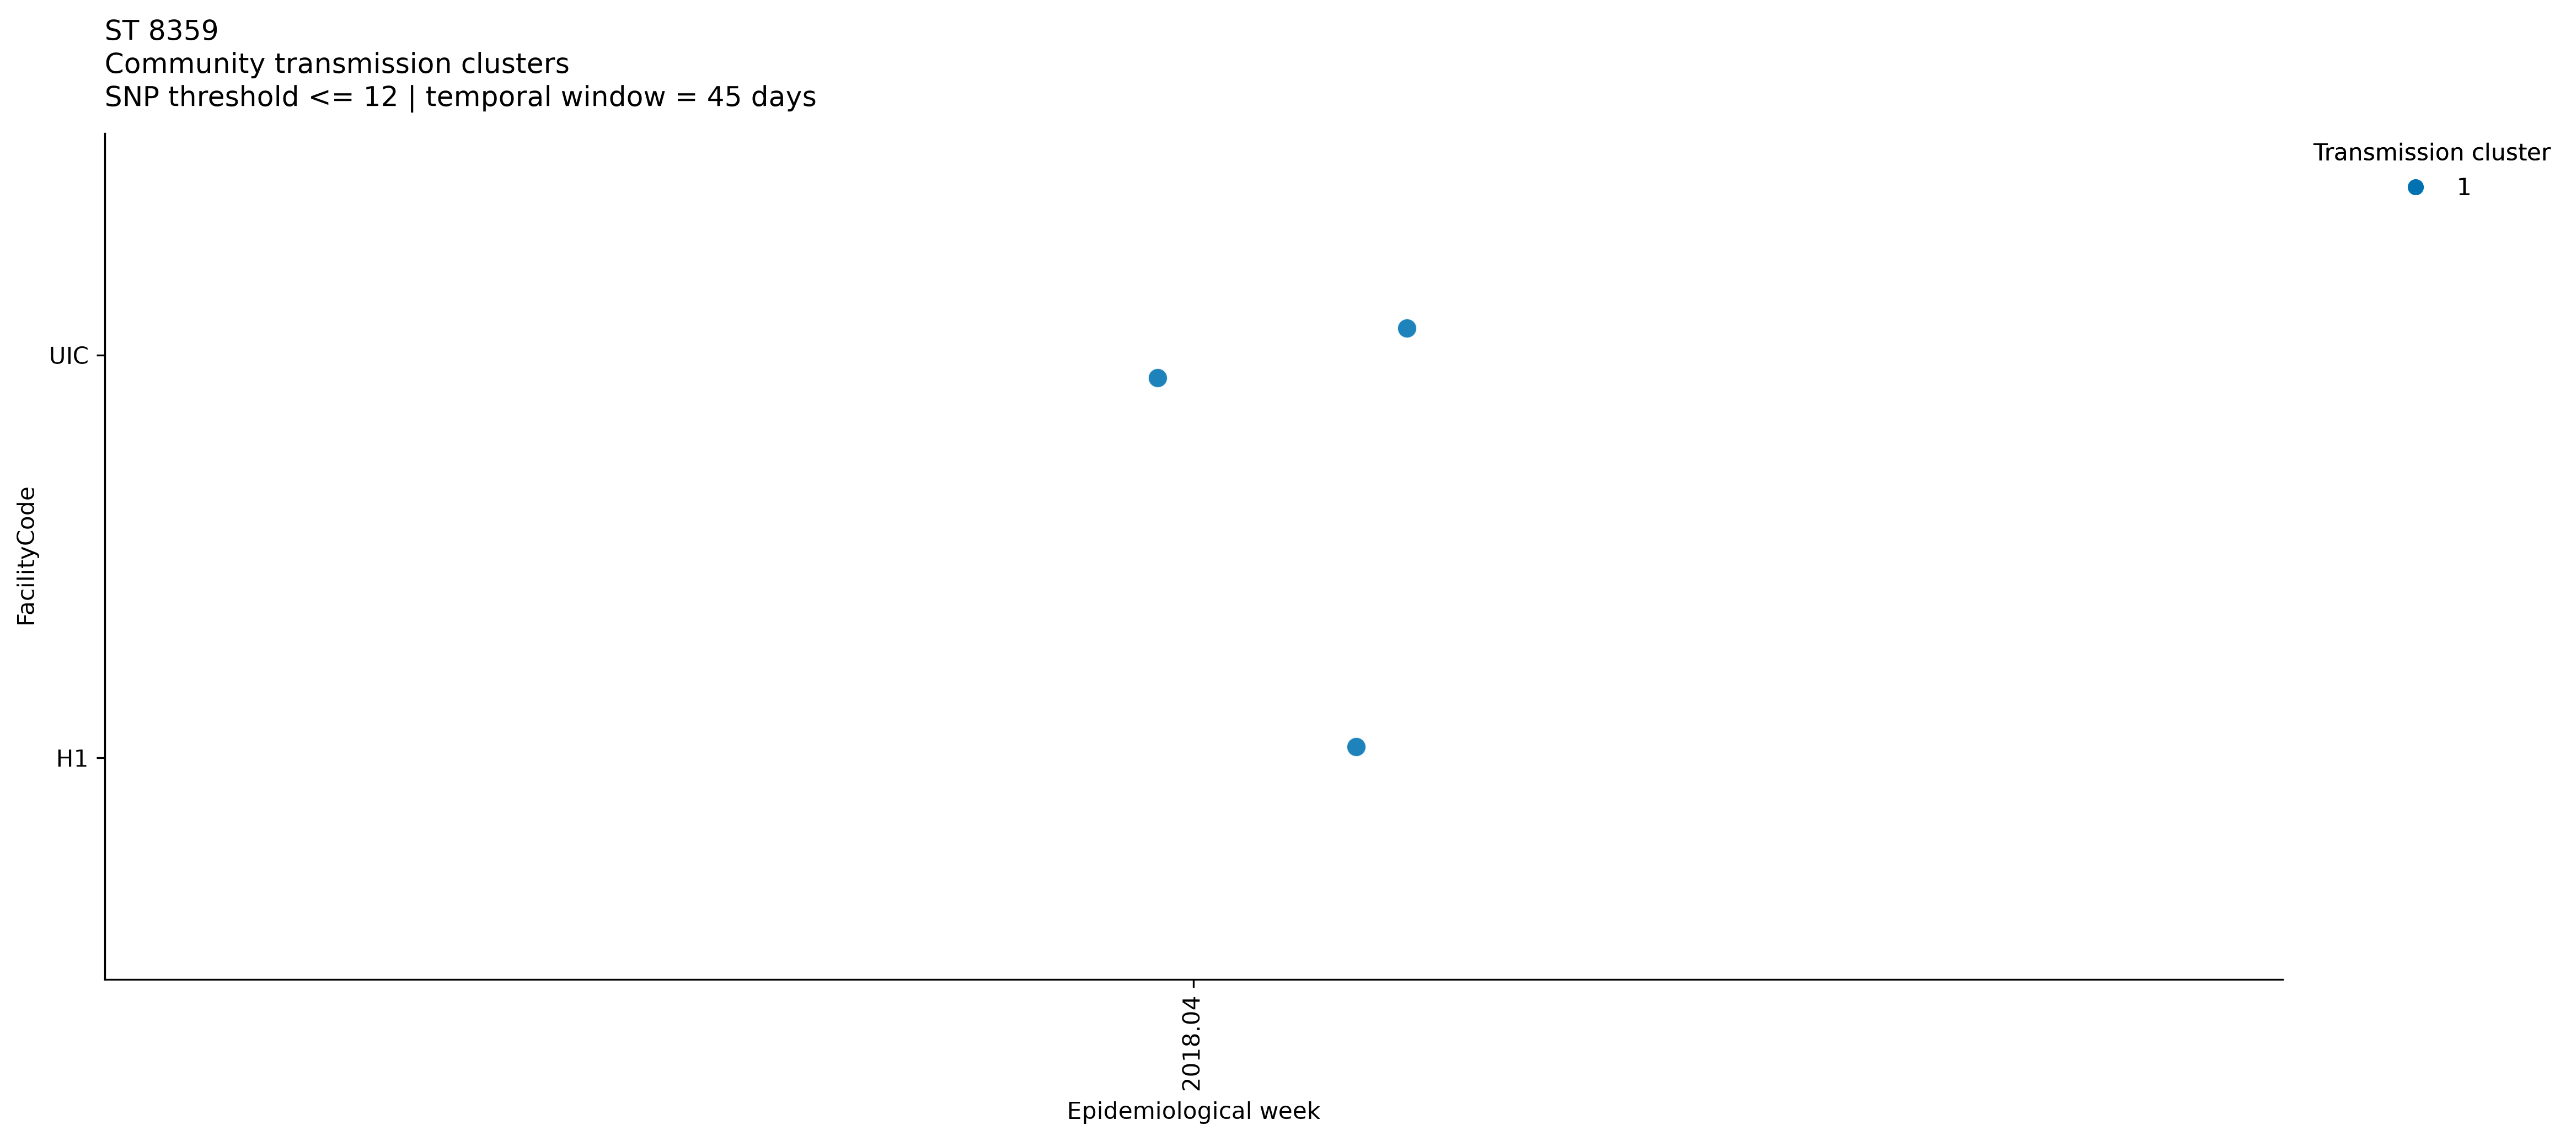 ST 8359
Community transmission clusters
SNP threshold <= 12 | temporal window = 45 days
Transmission cluster
1
UIC
H1
FacilityCode
2018.04
Epidemiological week